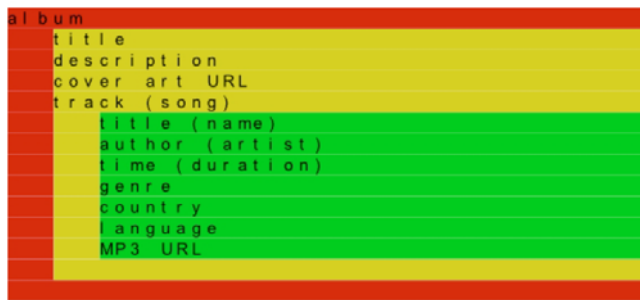 album
title
description
cover art URL
track (song)
title (name)
author (artist)
time (duration)
genre
country
language
MP3 URL